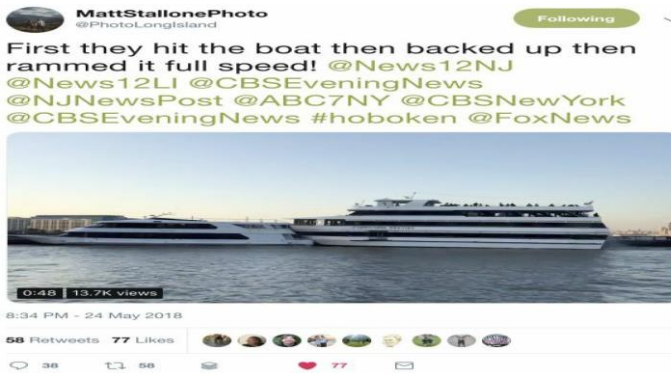 MattStallonePhoto
@PhotoLongIsland
Following
First they hit the boat then backed up then
rammed it full speed! @News12NJ
@News12LI @CBSEveningNews
@NJNewsPost @ABC7NY @CBSNewYork
@CBSEveningNews #hoboken @FoxNews
0:48 13.7K views
8:34 PM - 24 May 2018
58 Retweets 77 Likes
38 58 77